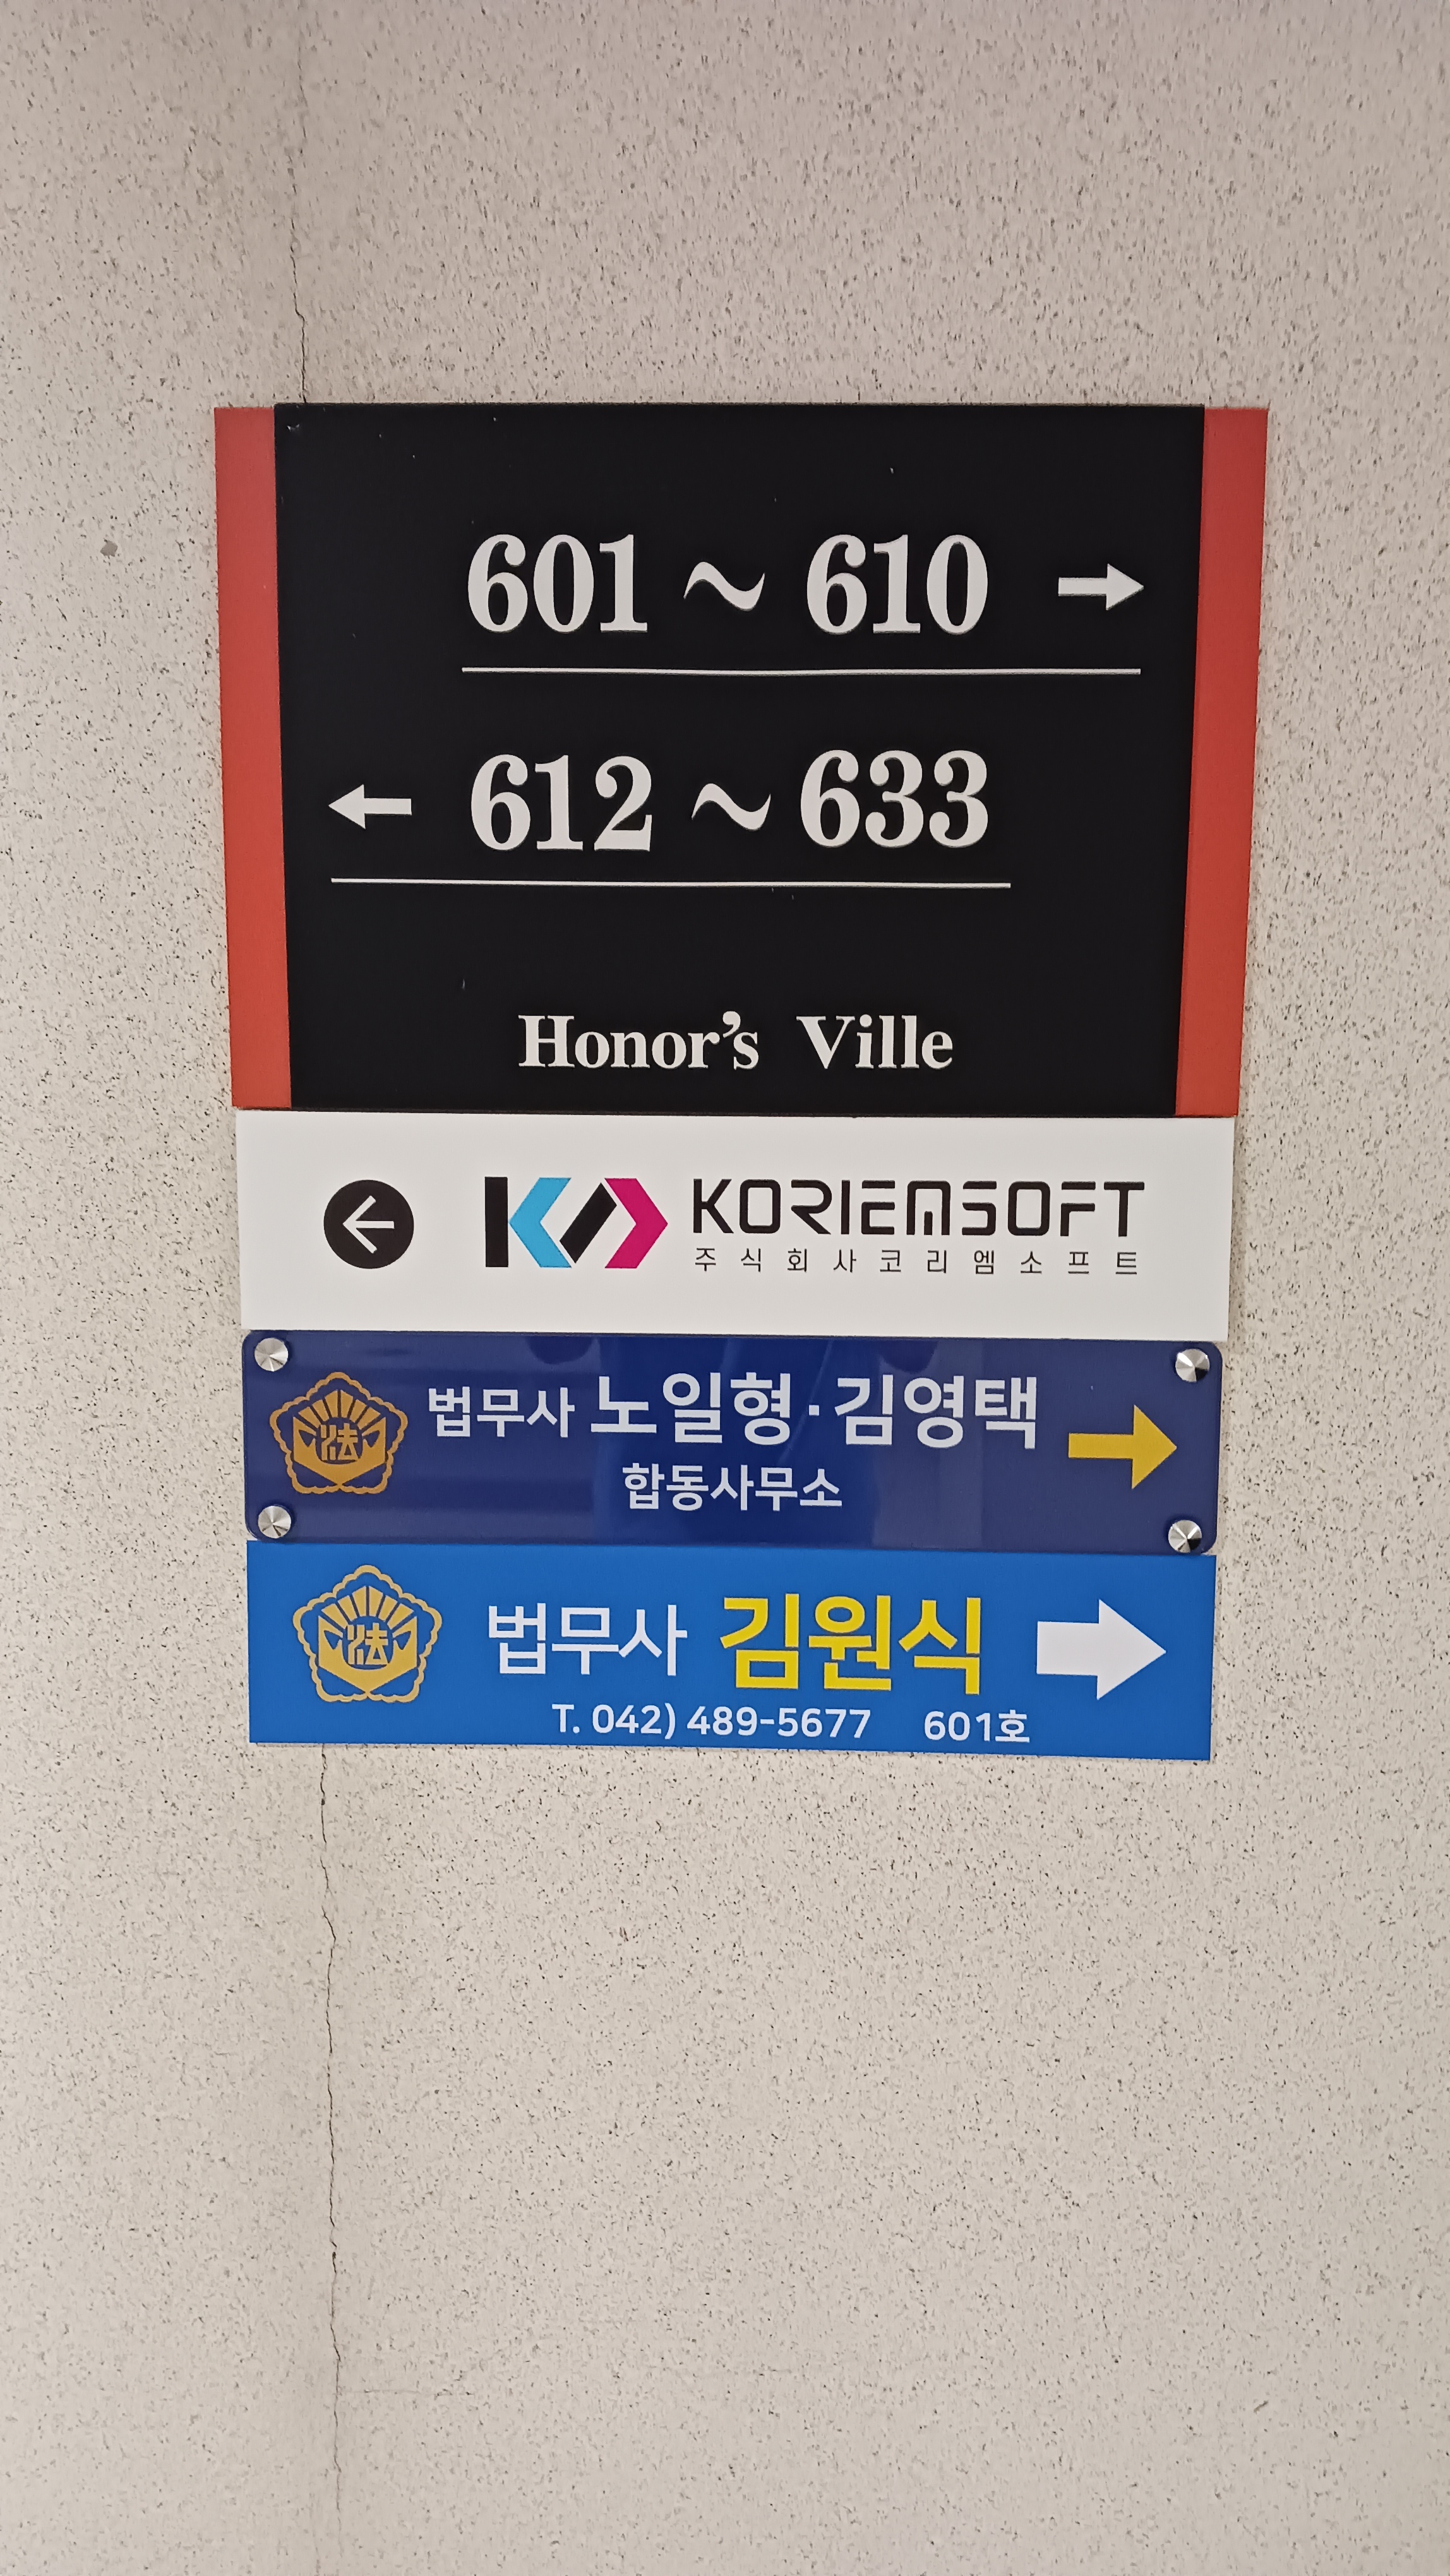 601 ~ 610 →
← 612 ~ 633
Honor's Ville
← KORIEMSOFT
주식회사코리엠소프트
법무사 노일형·김영택 →
합동사무소
법무사 김원식 →
T. 042) 489-5677 601호
法
法